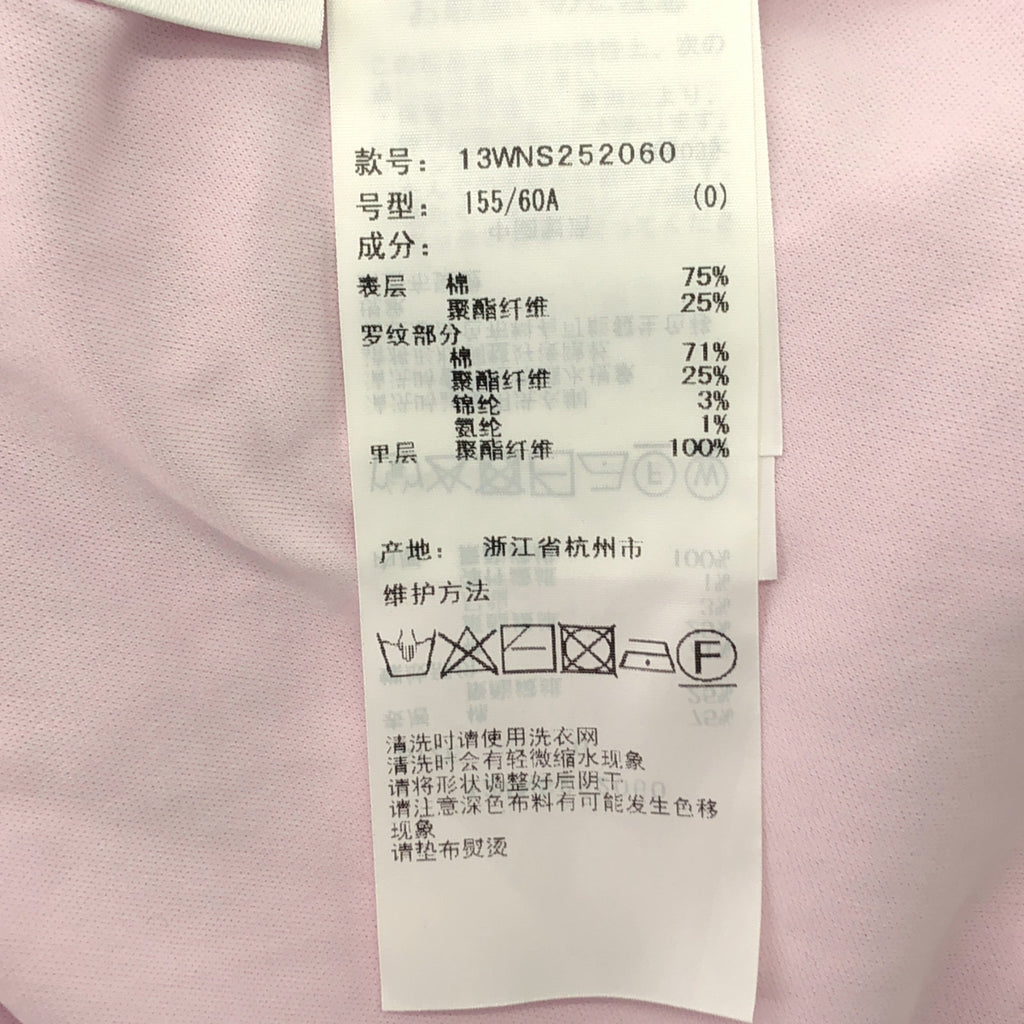 款号： 13WNS252060
号型： 155/60A (0)
成分：
表层 棉 75%
聚酯纤维 25%
罗纹部分
棉 71%
聚酯纤维 25%
锦纶 3%
氨纶 1%
里层 聚酯纤维 100%
产地： 浙江省杭州市
维护方法
F
清洗时请使用洗衣网
清洗时会有轻微缩水现象
请将形状调整好后阴干
请注意深色布料有可能发生色移
现象
请垫布熨烫